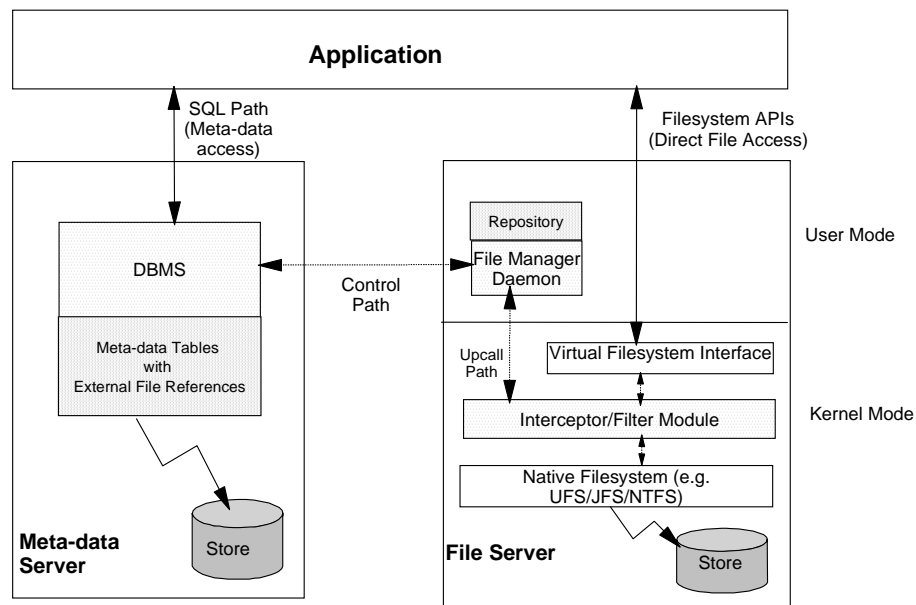 Application
SQL Path
(Meta-data
access)
Filesystem APIs
(Direct File Access)
DBMS
Meta-data Tables
with
External File References
Store
Meta-data
Server
Control
Path
Repository
File Manager
Daemon
Upcall
Path
Virtual Filesystem Interface
Interceptor/Filter Module
Native Filesystem (e.g.
UFS/JFS/NTFS)
File Server
Store
User Mode
Kernel Mode